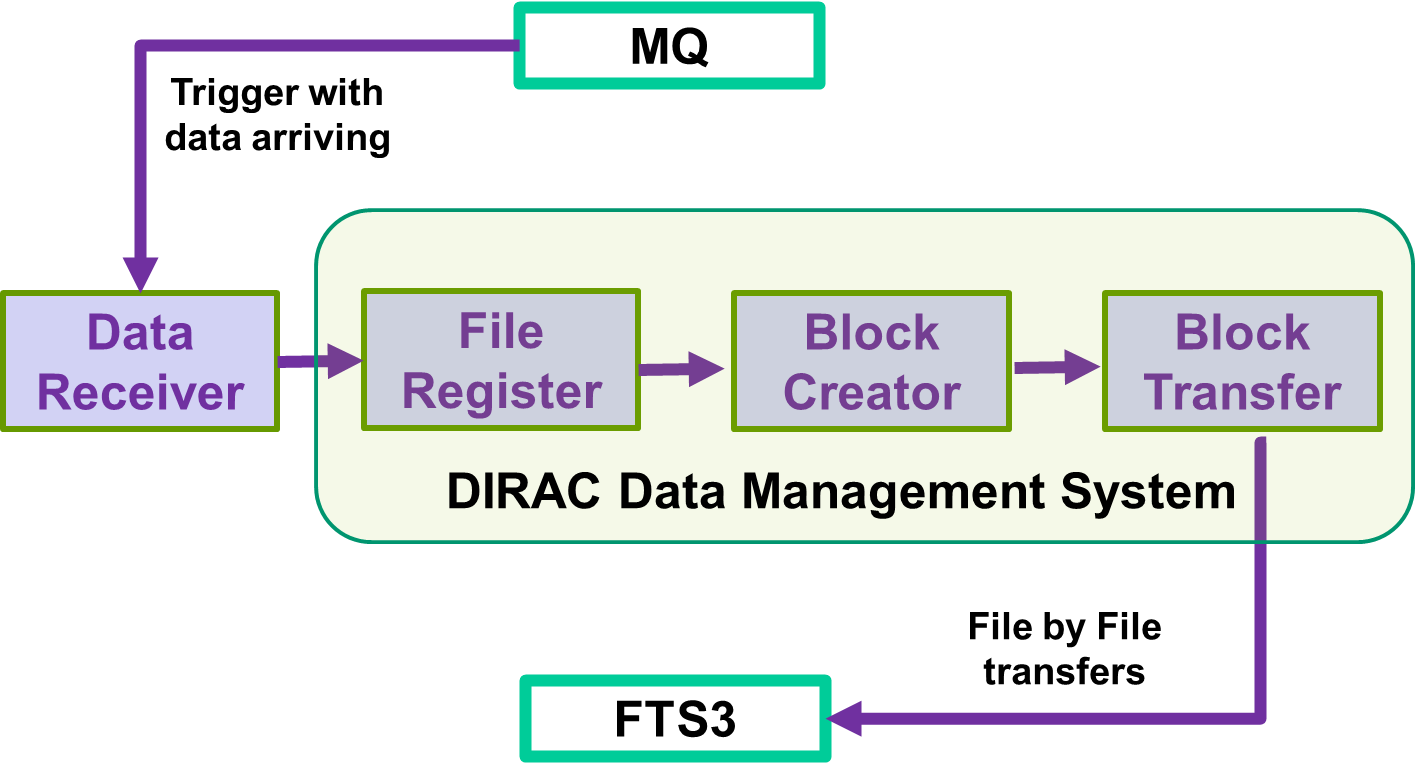 MQ
Trigger with
data arriving
Data
Receiver
File
Register
Block
Creator
Block
Transfer
DIRAC Data Management System
File by File
transfers
FTS3